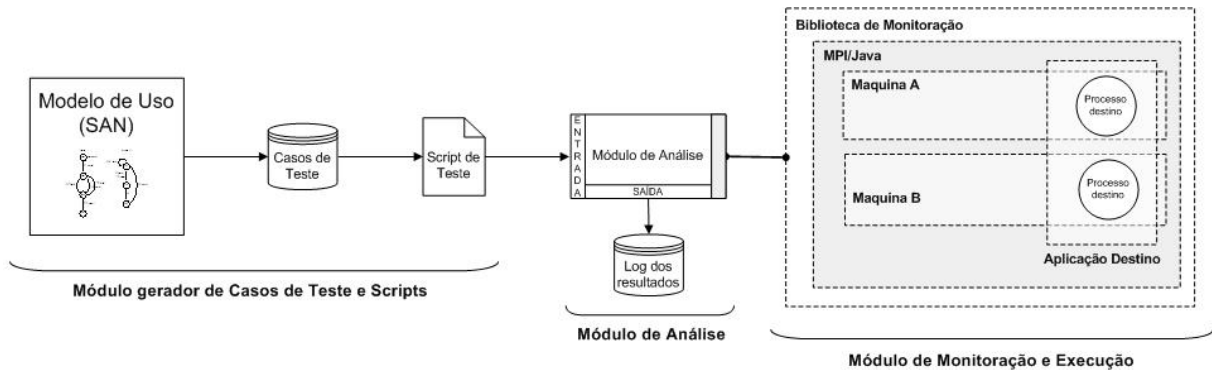 Modelo de Uso
(SAN)
Casos de
Teste
Script de
Teste
Módulo gerador de Casos de Teste e Scripts
ENTRADA
Módulo de Análise
SAÍDA
Log dos
resultados
Módulo de Análise
Biblioteca de Monitoração
MPI/Java
Maquina A
Processo
destino
Maquina B
Processo
destino
Aplicação Destino
Módulo de Monitoração e Execução